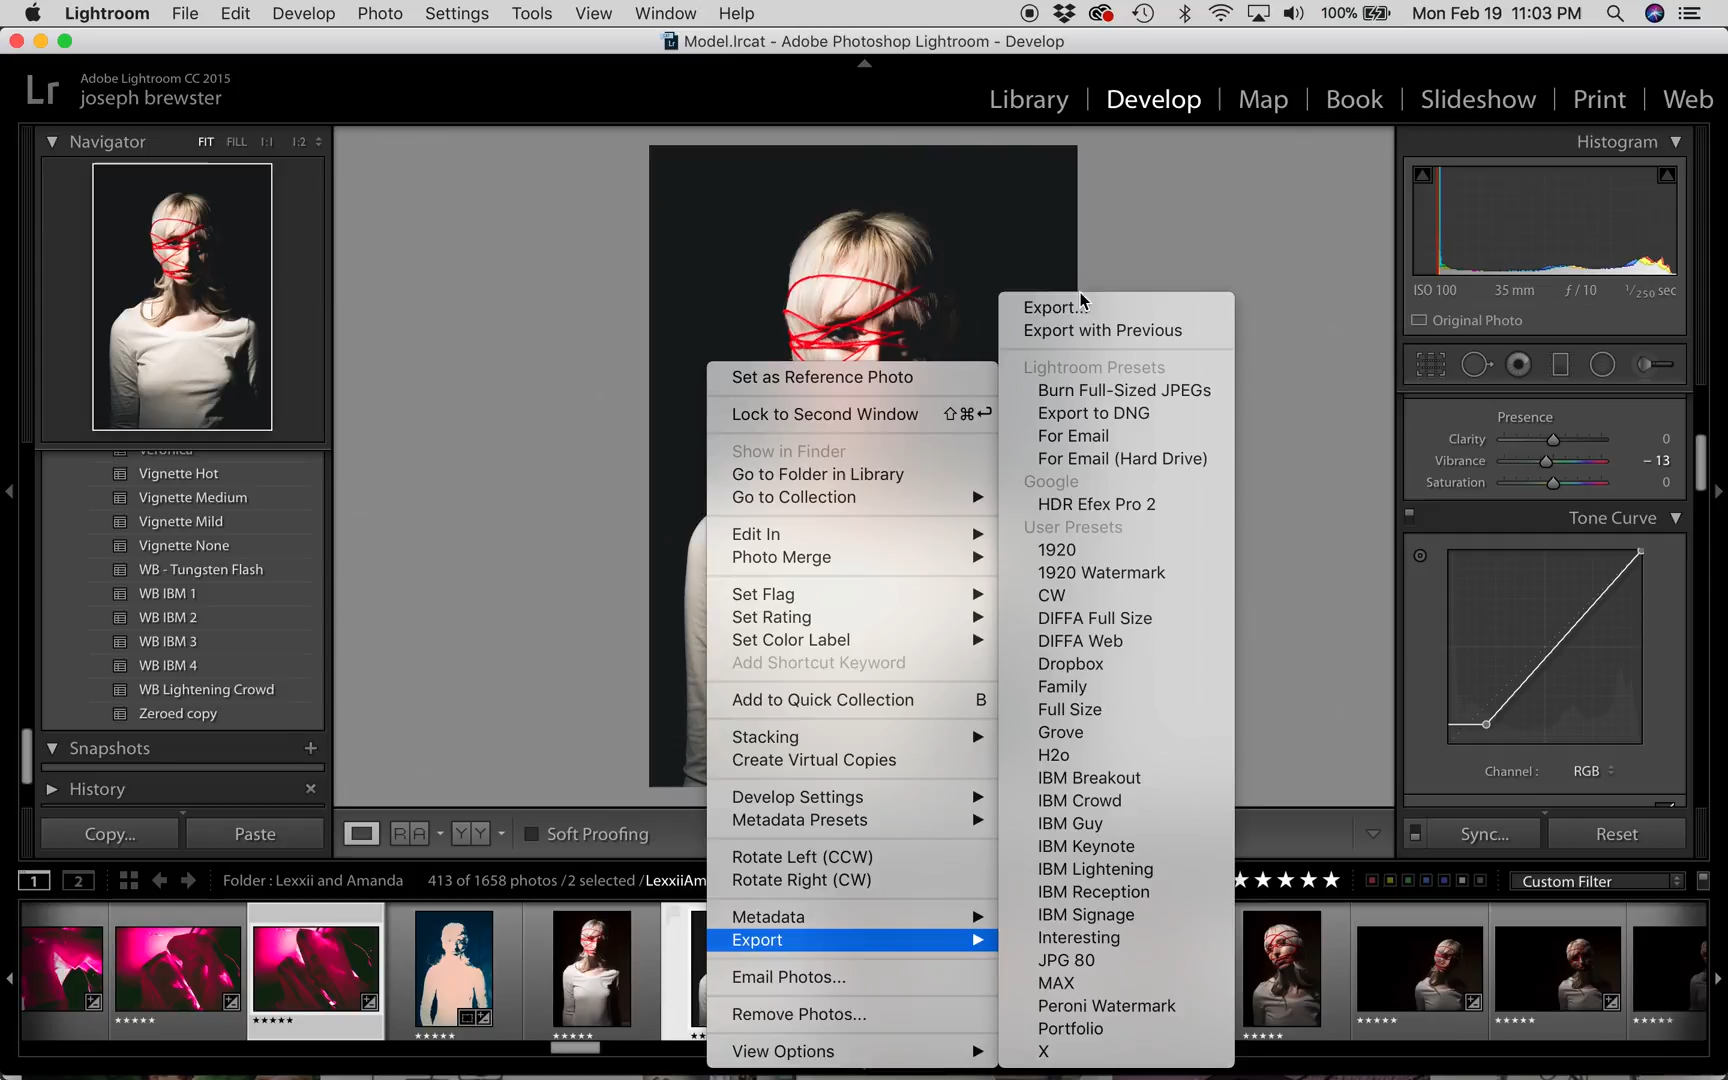 Lightroom File Edit Develop Photo Settings Tools View Window Help 100% Mon Feb 19 11:03 PM
Model.lrcat - Adobe Photoshop Lightroom - Develop
Lr Adobe Lightroom CC 2015
joseph brewster
Library | Develop | Map | Book | Slideshow | Print | Web
Navigator FIT FILL 1:1 1:2
Vignette Hot
Vignette Medium
Vignette Mild
Vignette None
WB - Tungsten Flash
WB IBM 1
WB IBM 2
WB IBM 3
WB IBM 4
WB Lightening Crowd
Zeroed copy
Snapshots +
History ×
Copy... Paste
Set as Reference Photo
Lock to Second Window ⇧⌘↩
Show in Finder
Go to Folder in Library
Go to Collection
Edit In
Photo Merge
Set Flag
Set Rating
Set Color Label
Add Shortcut Keyword
Add to Quick Collection B
Stacking
Create Virtual Copies
Develop Settings
Metadata Presets
Rotate Left (CCW)
Rotate Right (CW)
Metadata
Export
Email Photos...
Remove Photos...
View Options
Export...
Export with Previous
Lightroom Presets
Burn Full-Sized JPEGs
Export to DNG
For Email
For Email (Hard Drive)
Google
HDR Efex Pro 2
User Presets
1920
1920 Watermark
CW
DIFFA Full Size
DIFFA Web
Dropbox
Family
Full Size
Grove
H2o
IBM Breakout
IBM Crowd
IBM Guy
IBM Keynote
IBM Lightening
IBM Reception
IBM Signage
Interesting
JPG 80
MAX
Peroni Watermark
Portfolio
X
Histogram
ISO 100 35 mm ƒ / 10 1/250 sec
Original Photo
Presence
Clarity 0
Vibrance – 13
Saturation 0
Tone Curve
Channel : RGB
Sync... Reset
R A Y Y Soft Proofing
1 2 Folder : Lexxii and Amanda 413 of 1658 photos /2 selected /LexxiiAm
★★★★★ Custom Filter